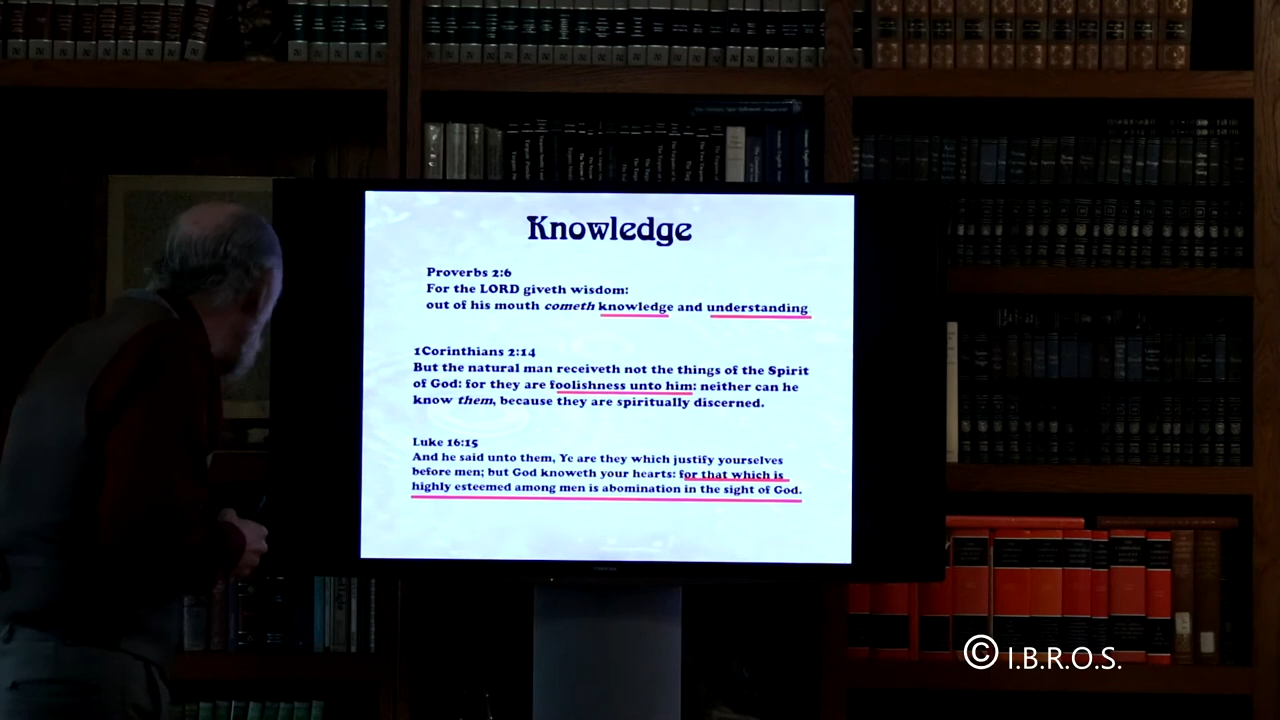 Knowledge
Proverbs 2:6
For the LORD giveth wisdom:
out of his mouth cometh knowledge and understanding
1Corinthians 2:14
But the natural man receiveth not the things of the Spirit
of God: for they are foolishness unto him: neither can he
know them, because they are spiritually discerned.
Luke 16:15
And he said unto them, Ye are they which justify yourselves
before men; but God knoweth your hearts: for that which is
highly esteemed among men is abomination in the sight of God.
© I.B.R.O.S.